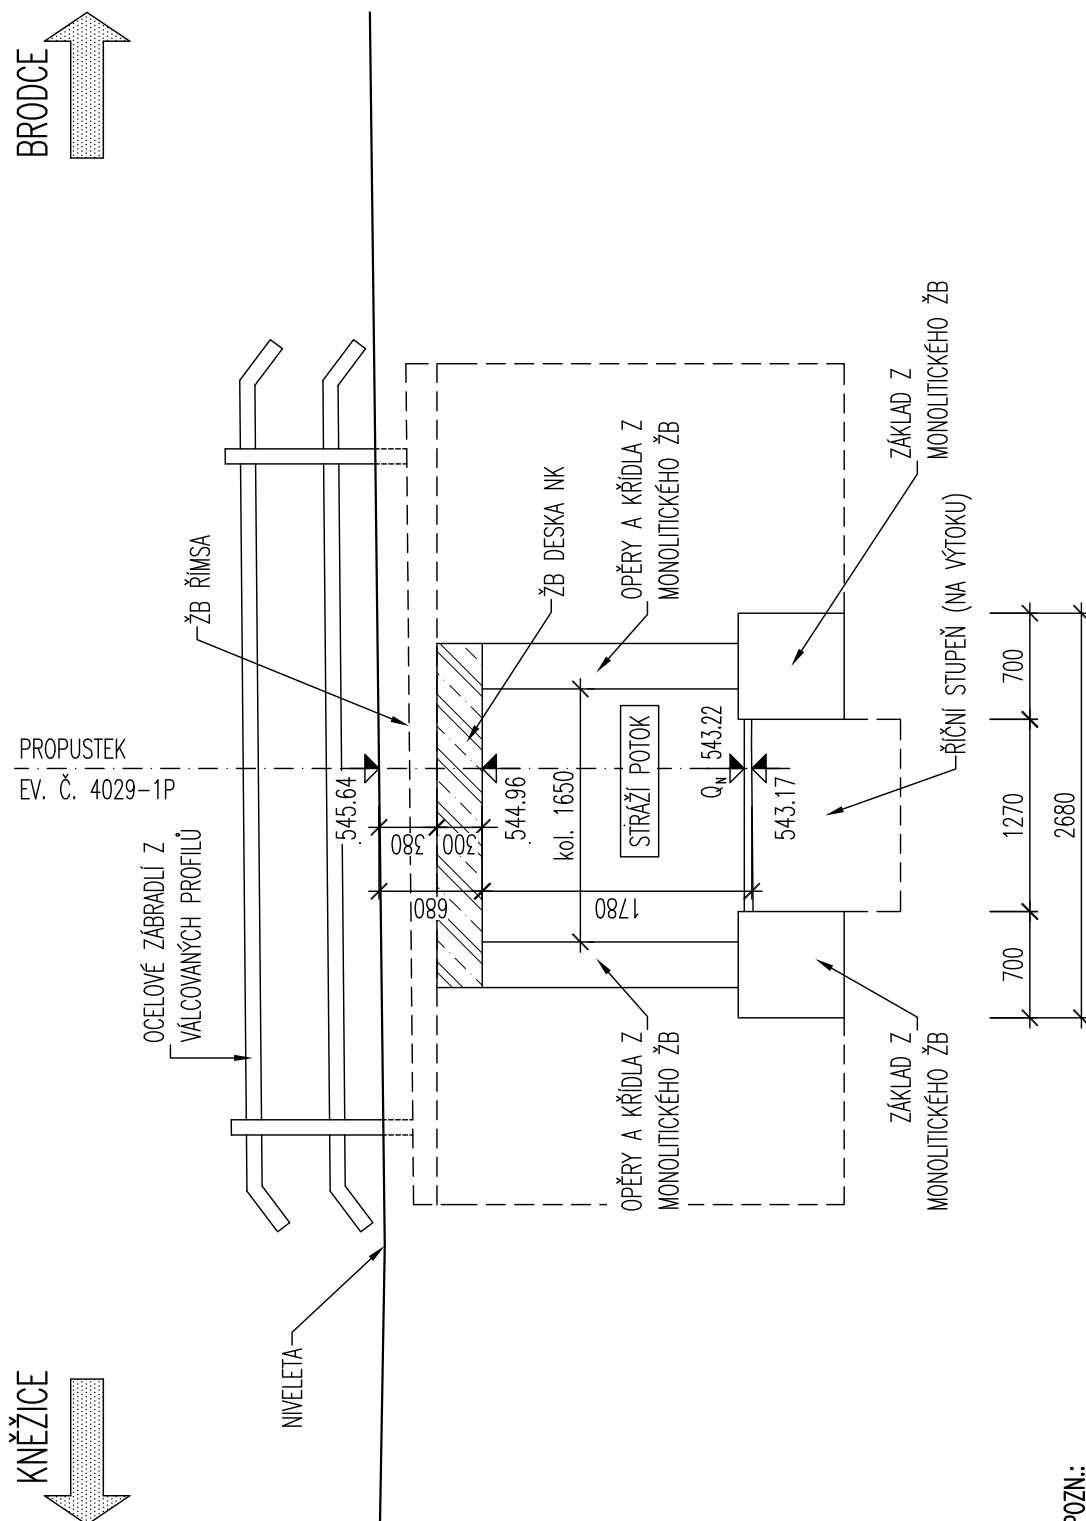 KNĚŽICE
BRODCE
PROPUSTEK
EV. Č. 4029-1P
OCELOVÉ ZÁBRADLÍ Z
VÁLCOVANÝCH PROFILŮ
ŽB ŘÍMSA
NIVELETA
545.64
380
300
680
544.96
ŽB DESKA NK
kol. 1650
1780
STRÁŽÍ POTOK
OPĚRY A KŘÍDLA Z
MONOLITICKÉHO ŽB
OPĚRY A KŘÍDLA Z
MONOLITICKÉHO ŽB
QN 543.22
543.17
ZÁKLAD Z
MONOLITICKÉHO ŽB
ZÁKLAD Z
MONOLITICKÉHO ŽB
ŘÍČNÍ STUPEŇ (NA VÝTOKU)
700
1270
700
2680
POZN.: